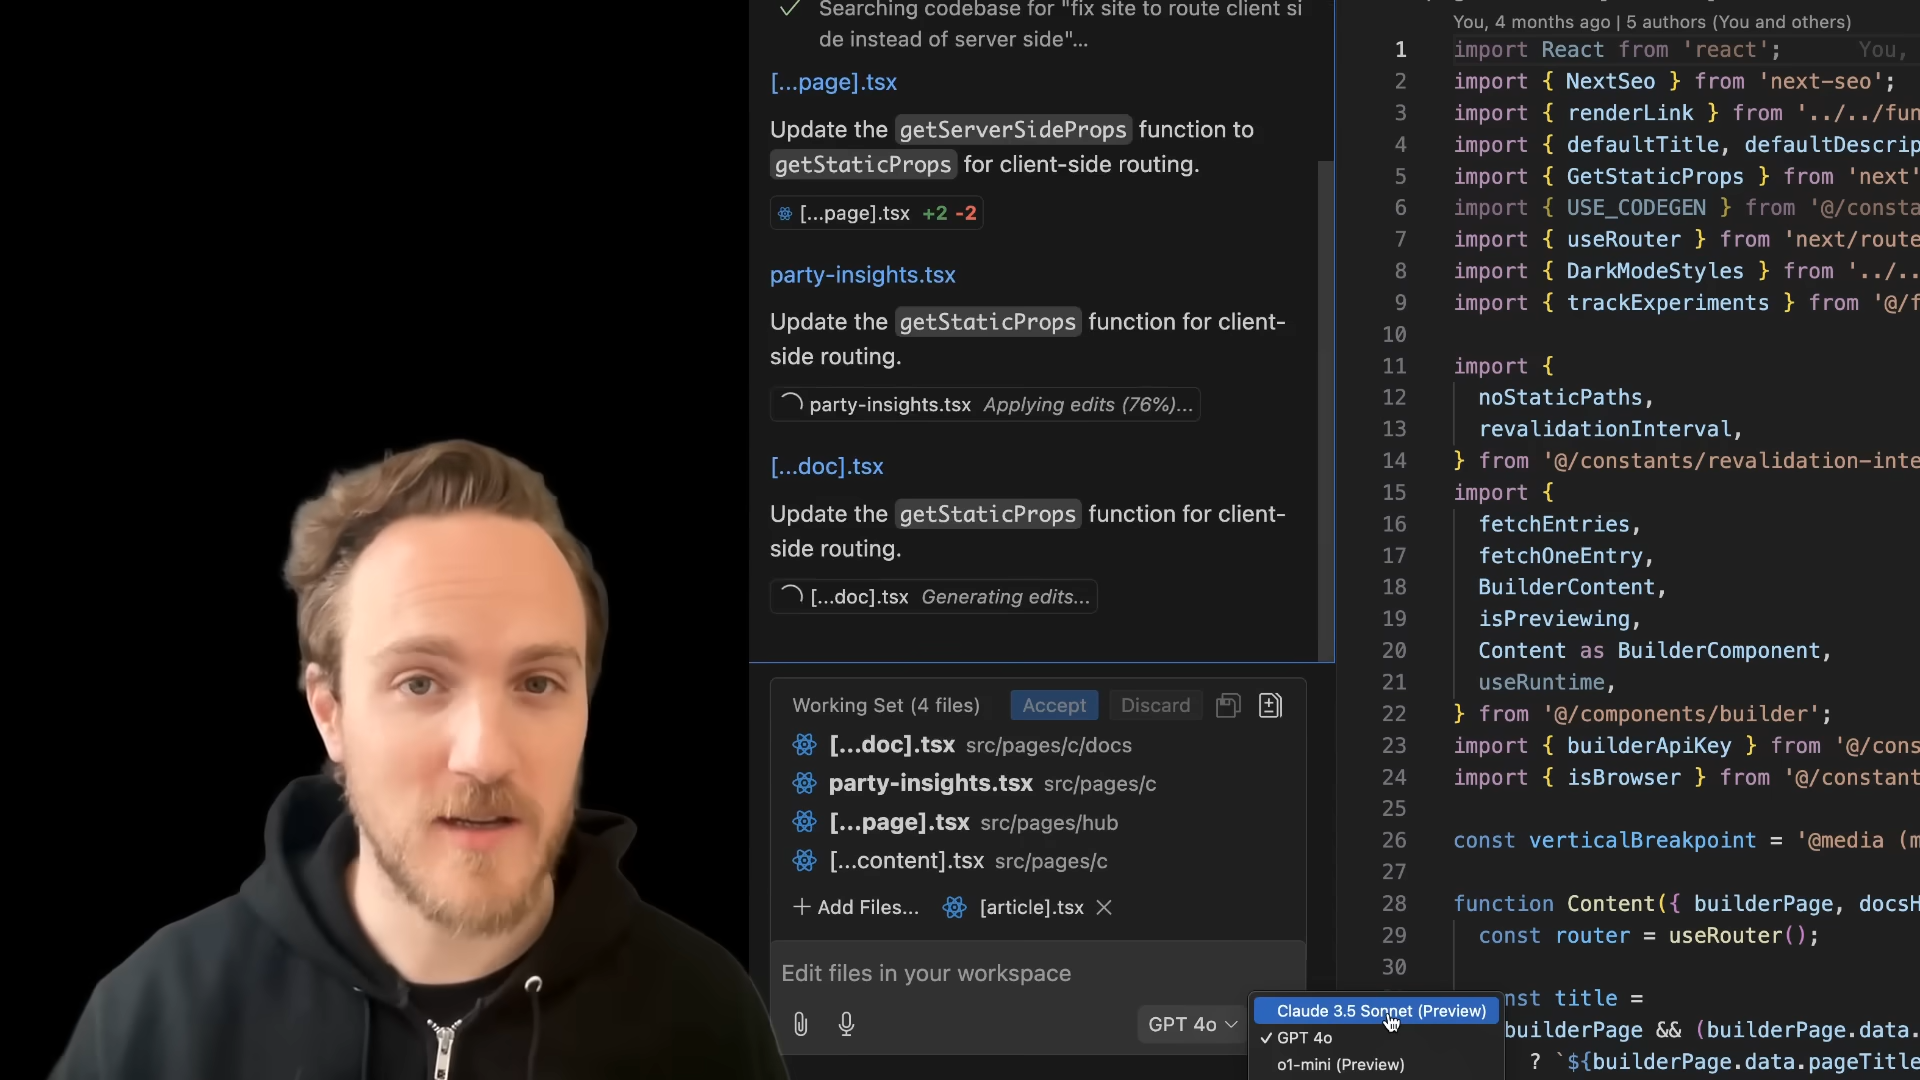 Searching codebase for "fix site to route client si
de instead of server side"...
[...page].tsx
Update the getServerSideProps function to
getStaticProps for client-side routing.
[...page].tsx +2 -2
party-insights.tsx
Update the getStaticProps function for client-
side routing.
party-insights.tsx Applying edits (76%)...
[...doc].tsx
Update the getStaticProps function for client-
side routing.
[...doc].tsx Generating edits...
Working Set (4 files) Accept Discard
[...doc].tsx src/pages/c/docs
party-insights.tsx src/pages/c
[...page].tsx src/pages/hub
[...content].tsx src/pages/c
+ Add Files... [article].tsx
Edit files in your workspace
GPT 4o
Claude 3.5 Sonnet (Preview)
✓ GPT 4o
o1-mini (Preview)
You, 4 months ago | 5 authors (You and others)
1 import React from 'react'; You,
2 import { NextSeo } from 'next-seo';
3 import { renderLink } from '../../fun
4 import { defaultTitle, defaultDescrip
5 import { GetStaticProps } from 'next'
6 import { USE_CODEGEN } from '@/consta
7 import { useRouter } from 'next/route
8 import { DarkModeStyles } from '../..
9 import { trackExperiments } from '@/f
10
11 import {
12 noStaticPaths,
13 revalidationInterval,
14 } from '@/constants/revalidation-inte
15 import {
16 fetchEntries,
17 fetchOneEntry,
18 BuilderContent,
19 isPreviewing,
20 Content as BuilderComponent,
21 useRuntime,
22 } from '@/components/builder';
23 import { builderApiKey } from '@/cons
24 import { isBrowser } from '@/constant
25
26 const verticalBreakpoint = '@media (m
27
28 function Content({ builderPage, docsH
29 const router = useRouter();
30
nst title =
builderPage && (builderPage.data.
? `${builderPage.data.pageTitle